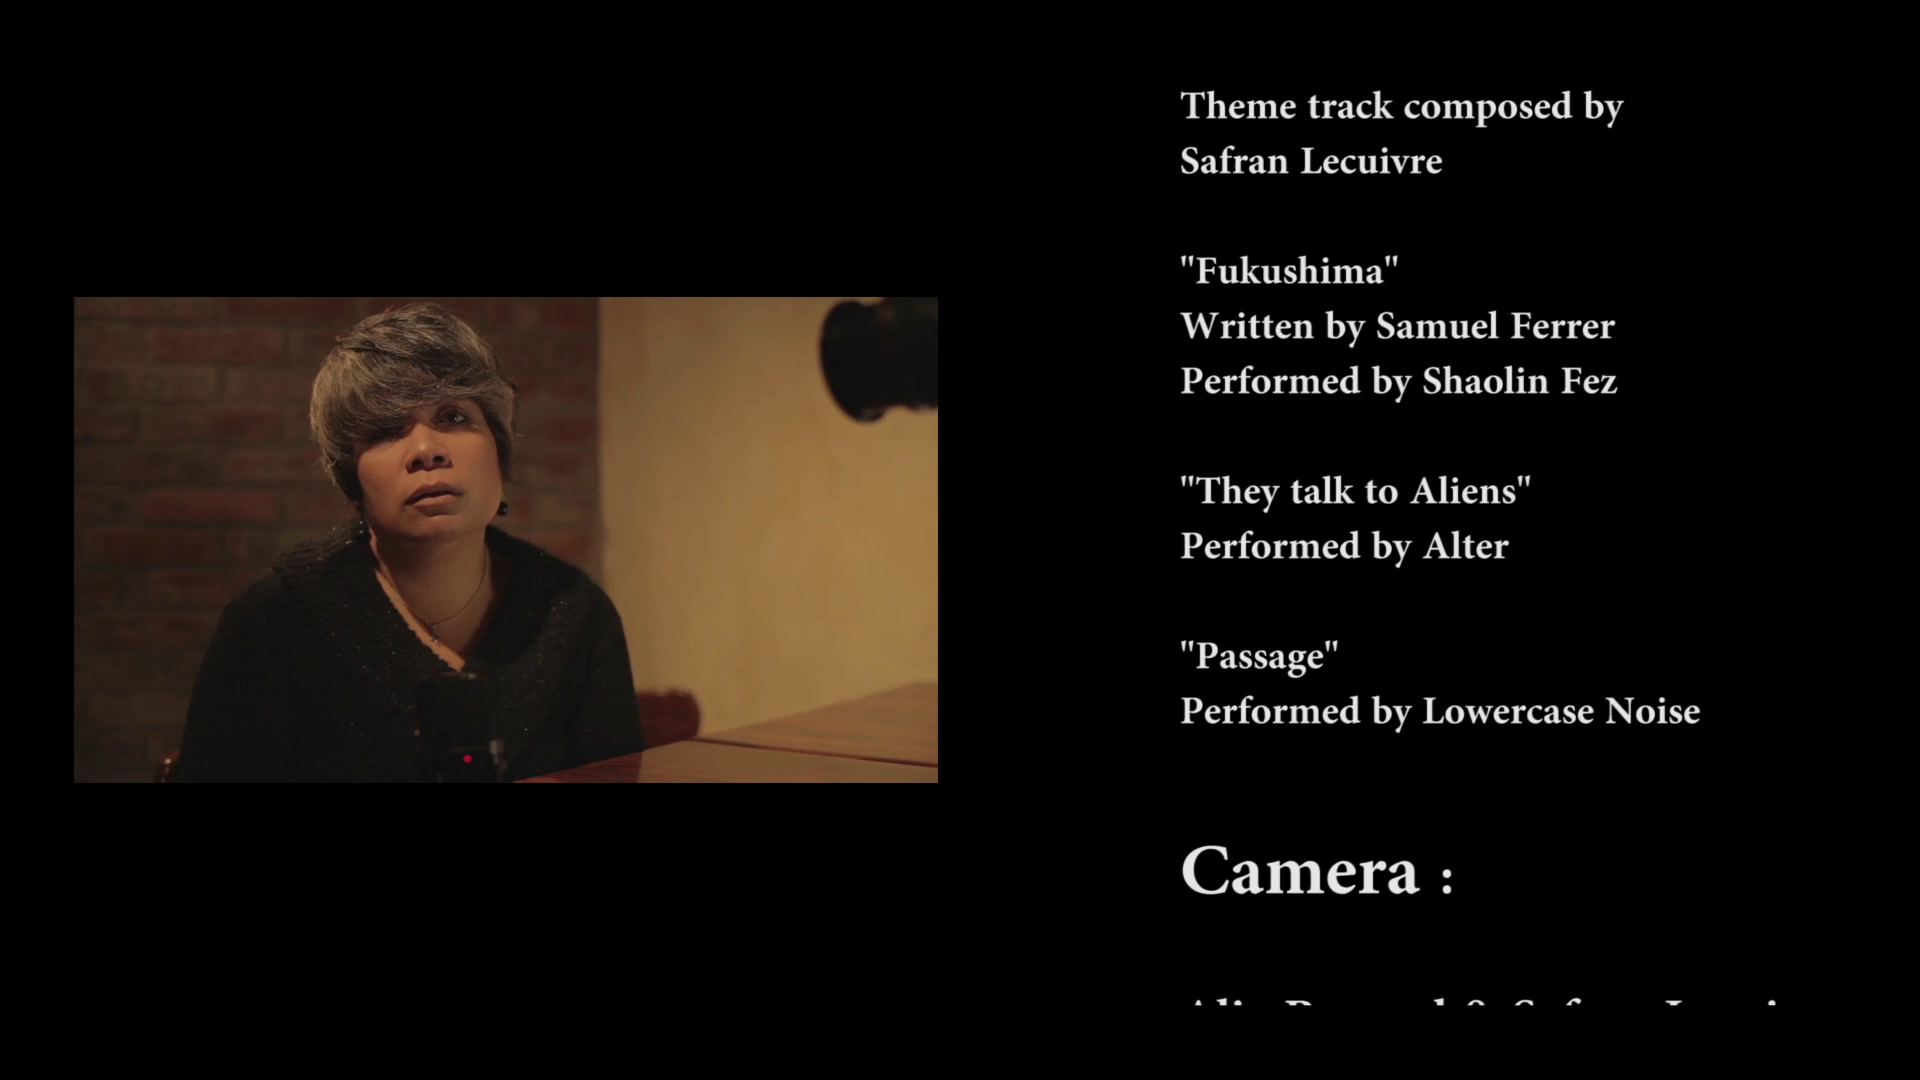 Theme track composed by
Safran Lecuivre
"Fukushima"
Written by Samuel Ferrer
Performed by Shaolin Fez
"They talk to Aliens"
Performed by Alter
"Passage"
Performed by Lowercase Noise
Camera :